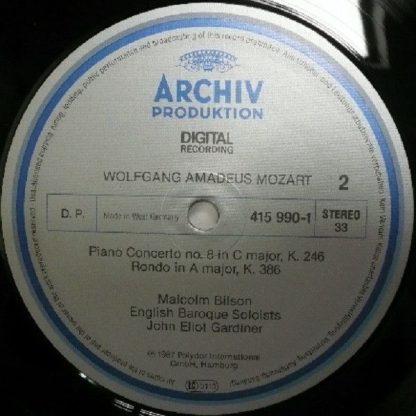 ARCHIV
PRODUKTION
DIGITAL
RECORDING
WOLFGANG AMADEUS MOZART
2
D. P.
Made in West Germany
415 990-1
STEREO
33
Piano Concerto no. 8 in C major, K. 246
Rondo in A major, K. 386
Malcolm Bilson
English Baroque Soloists
John Eliot Gardiner
℗ 1987 Polydor International
GmbH, Hamburg